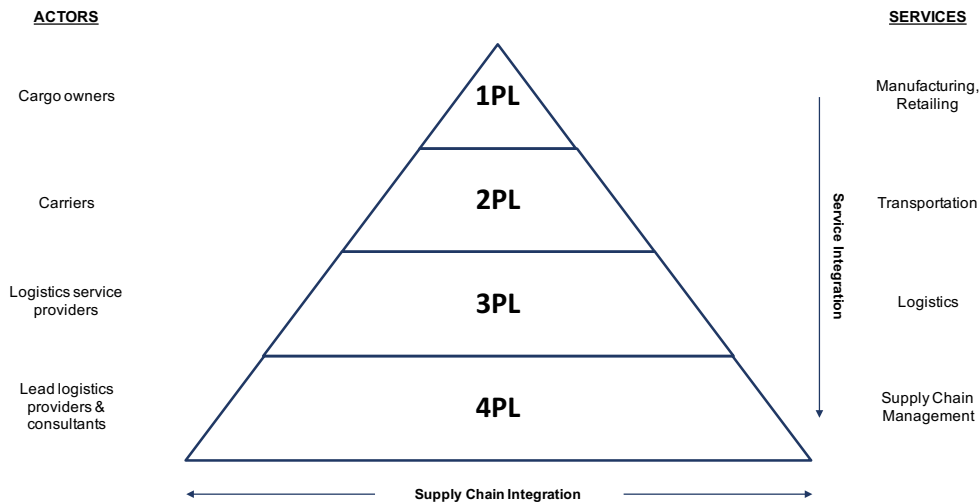 ACTORS
SERVICES
Cargo owners
1PL
Manufacturing,
Retailing
Carriers
2PL
Transportation
Service Integration
Logistics service
providers
3PL
Logistics
Lead logistics
providers &
consultants
4PL
Supply Chain
Management
Supply Chain Integration